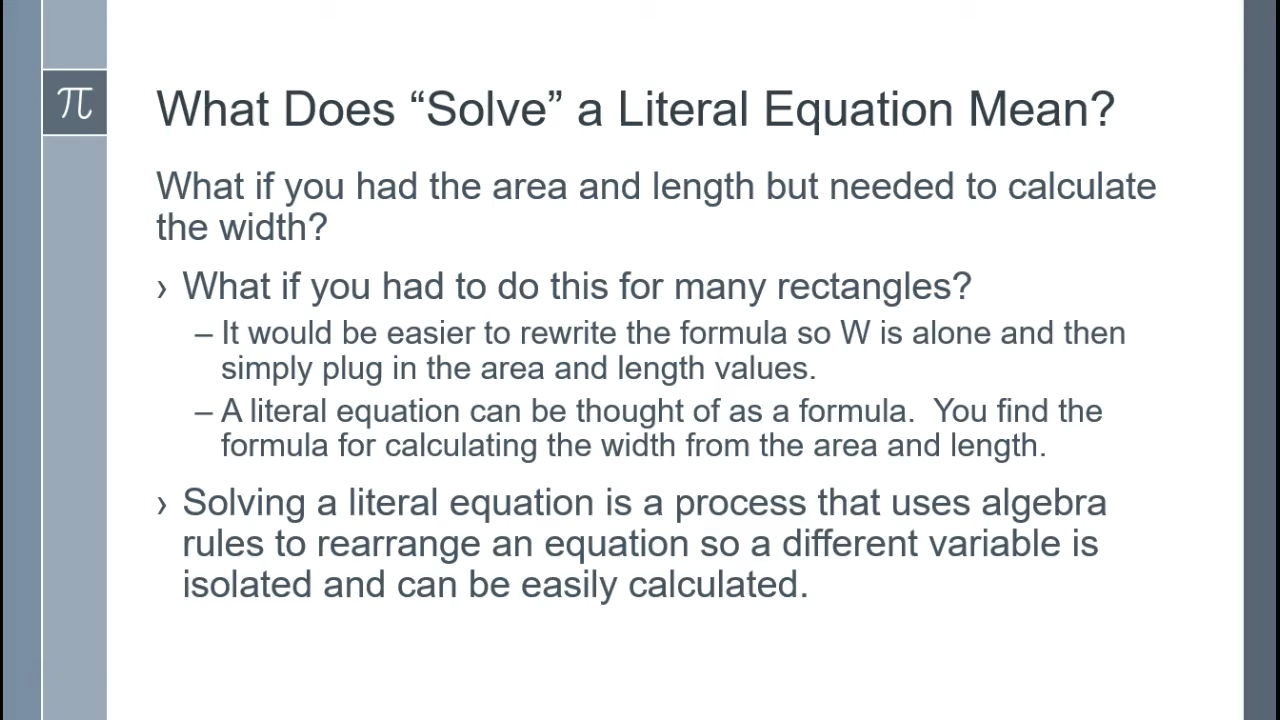 π
What Does “Solve” a Literal Equation Mean?
What if you had the area and length but needed to calculate
the width?
› What if you had to do this for many rectangles?
– It would be easier to rewrite the formula so W is alone and then
simply plug in the area and length values.
– A literal equation can be thought of as a formula.  You find the
formula for calculating the width from the area and length.
› Solving a literal equation is a process that uses algebra
rules to rearrange an equation so a different variable is
isolated and can be easily calculated.